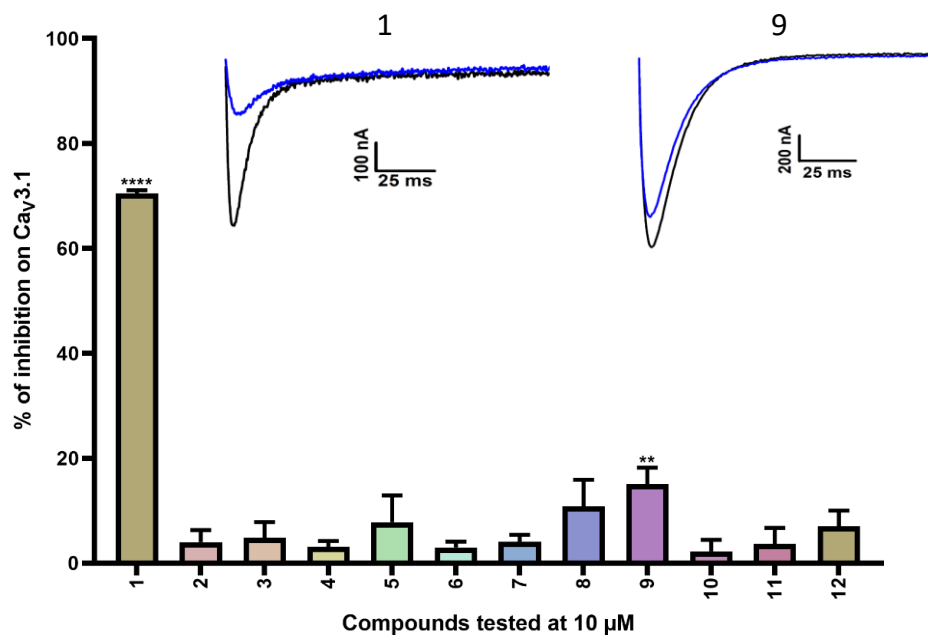 1
9
100
80
60
40
20
0
% of inhibition on CaV3.1
****
**
100 nA
25 ms
200 nA
25 ms
1 2 3 4 5 6 7 8 9 10 11 12
Compounds tested at 10 µM